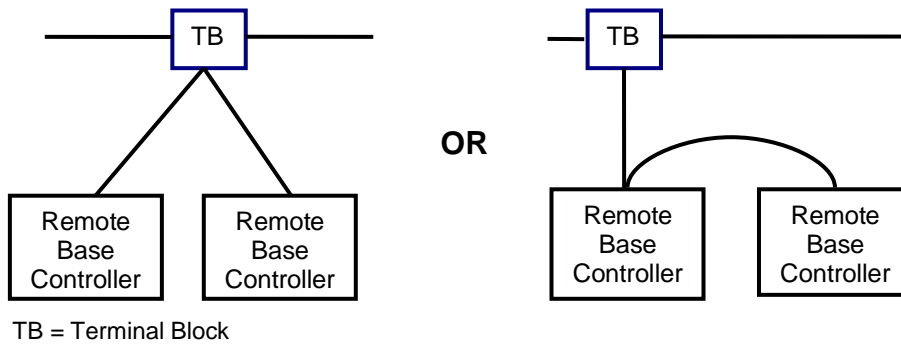 TB
Remote
Base
Controller
Remote
Base
Controller
TB = Terminal Block
OR
TB
Remote
Base
Controller
Remote
Base
Controller